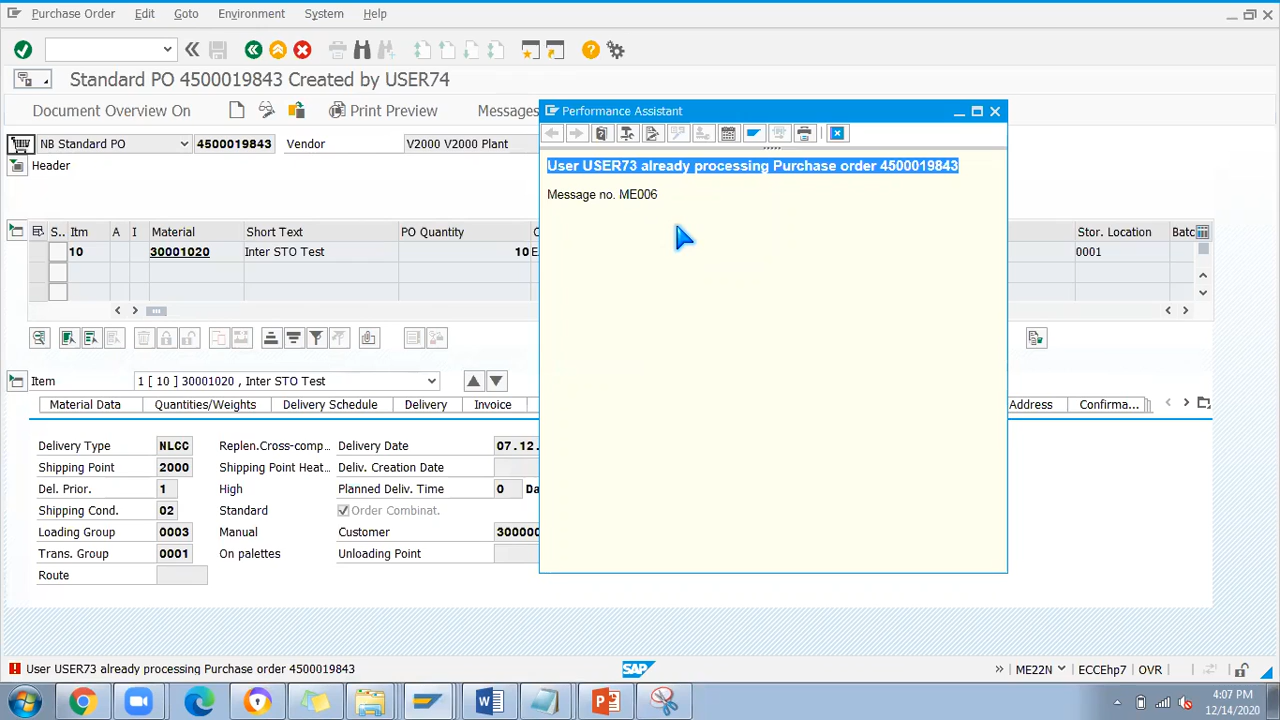 Purchase Order Edit Goto Environment System Help
Standard PO 4500019843 Created by USER74
Document Overview On Print Preview Messages
NB Standard PO 4500019843 Vendor V2000 V2000 Plant
Header
S.. Itm A I Material Short Text PO Quantity Stor. Location Batc
10 30001020 Inter STO Test 10 0001
Item 1 [ 10 ] 30001020 , Inter STO Test
Material Data Quantities/Weights Delivery Schedule Delivery Invoice Address Confirma...
Delivery Type NLCC Replen.Cross-comp Delivery Date 07.12.
Shipping Point 2000 Shipping Point Heat.. Deliv. Creation Date
Del. Prior. 1 High Planned Deliv. Time 0 Da
Shipping Cond. 02 Standard Order Combinat.
Loading Group 0003 Manual Customer 300000
Trans. Group 0001 On palettes Unloading Point
Route
Performance Assistant
User USER73 already processing Purchase order 4500019843
Message no. ME006
User USER73 already processing Purchase order 4500019843
SAP
ME22N ECCEhp7 OVR
4:07 PM
12/14/2020